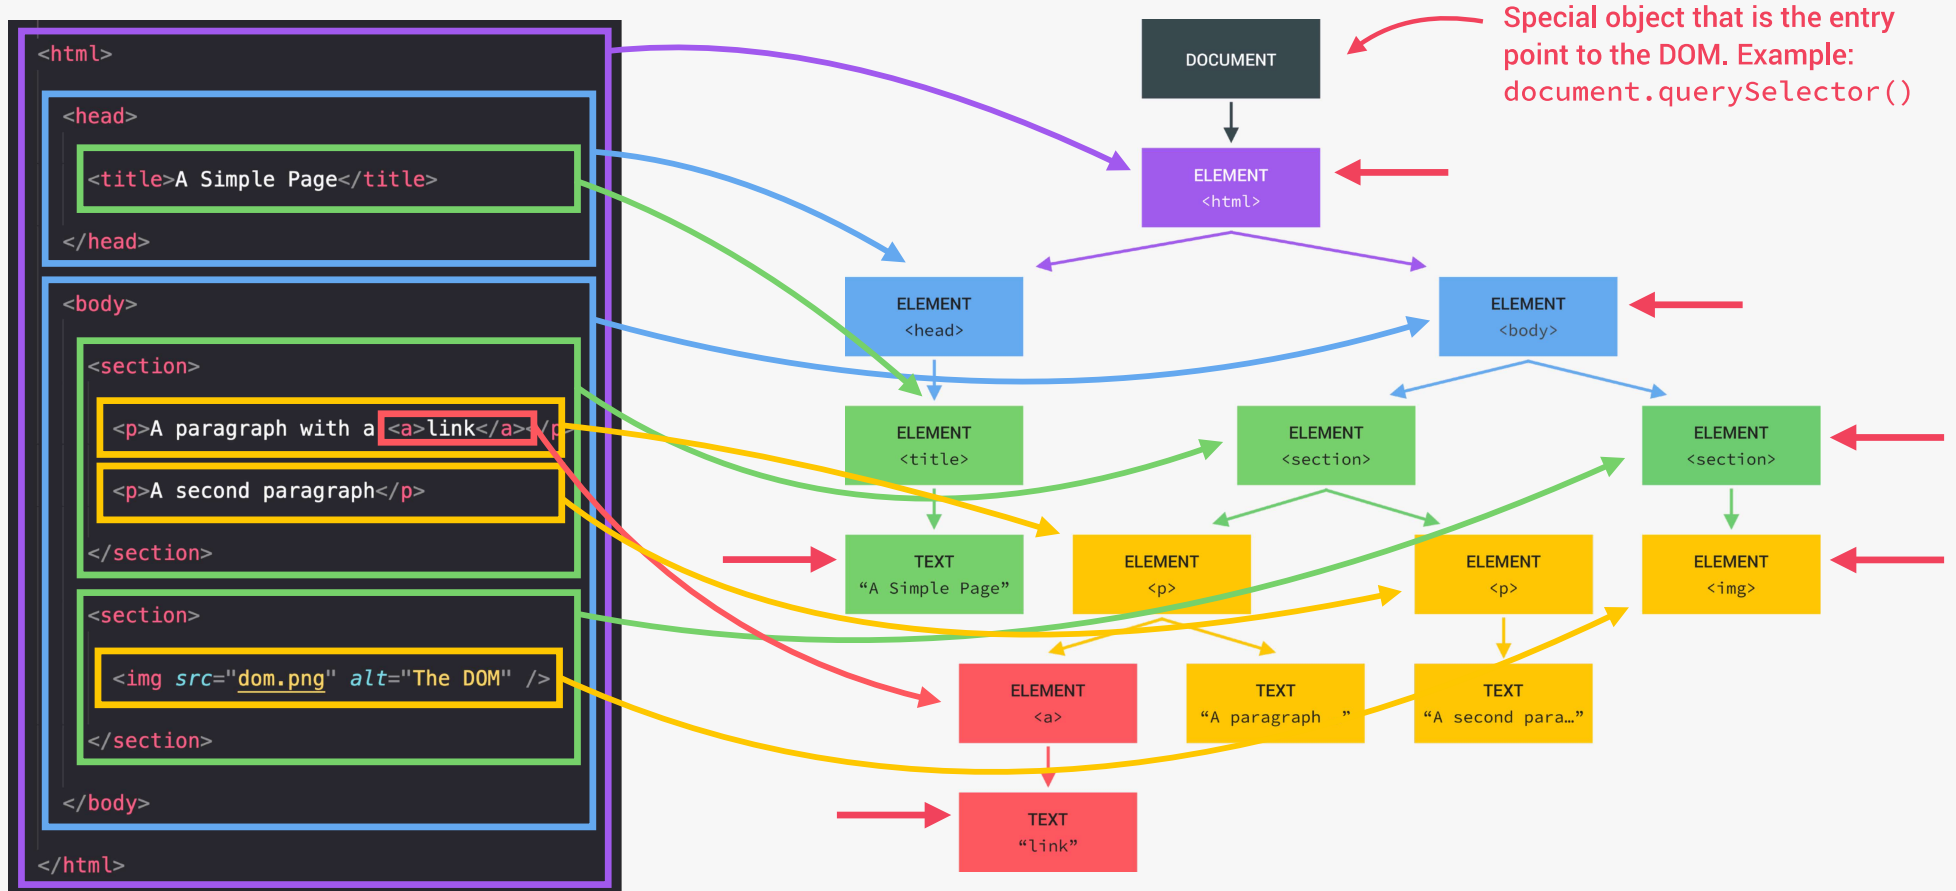 <html>
<head>
<title>A Simple Page</title>
</head>
<body>
<section>
<p>A paragraph with a <a>link</a></p>
<p>A second paragraph</p>
</section>
<section>
<img src="dom.png" alt="The DOM" />
</section>
</body>
</html>
Special object that is the entry
point to the DOM. Example:
document.querySelector()
DOCUMENT
ELEMENT
<html>
ELEMENT
<head>
ELEMENT
<body>
ELEMENT
<title>
ELEMENT
<section>
ELEMENT
<section>
TEXT
“A Simple Page”
ELEMENT
<p>
ELEMENT
<p>
ELEMENT
<img>
ELEMENT
<a>
TEXT
“A paragraph ”
TEXT
“A second para…”
TEXT
“link”